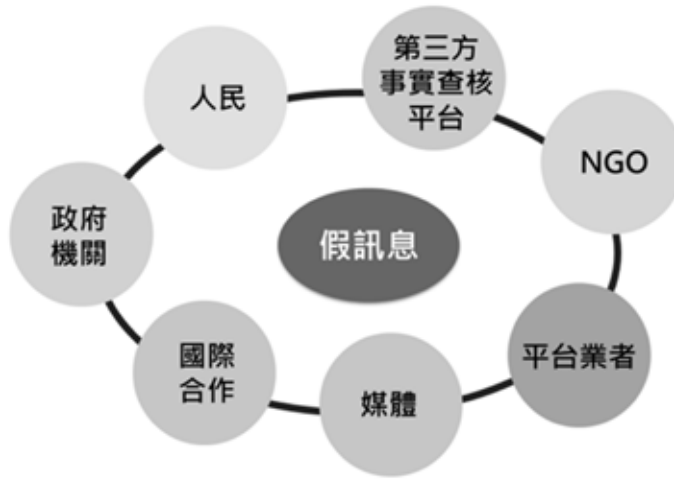 第三方
事實查核
平台
人民
NGO
政府
機關
假訊息
國際
合作
媒體
平台業者